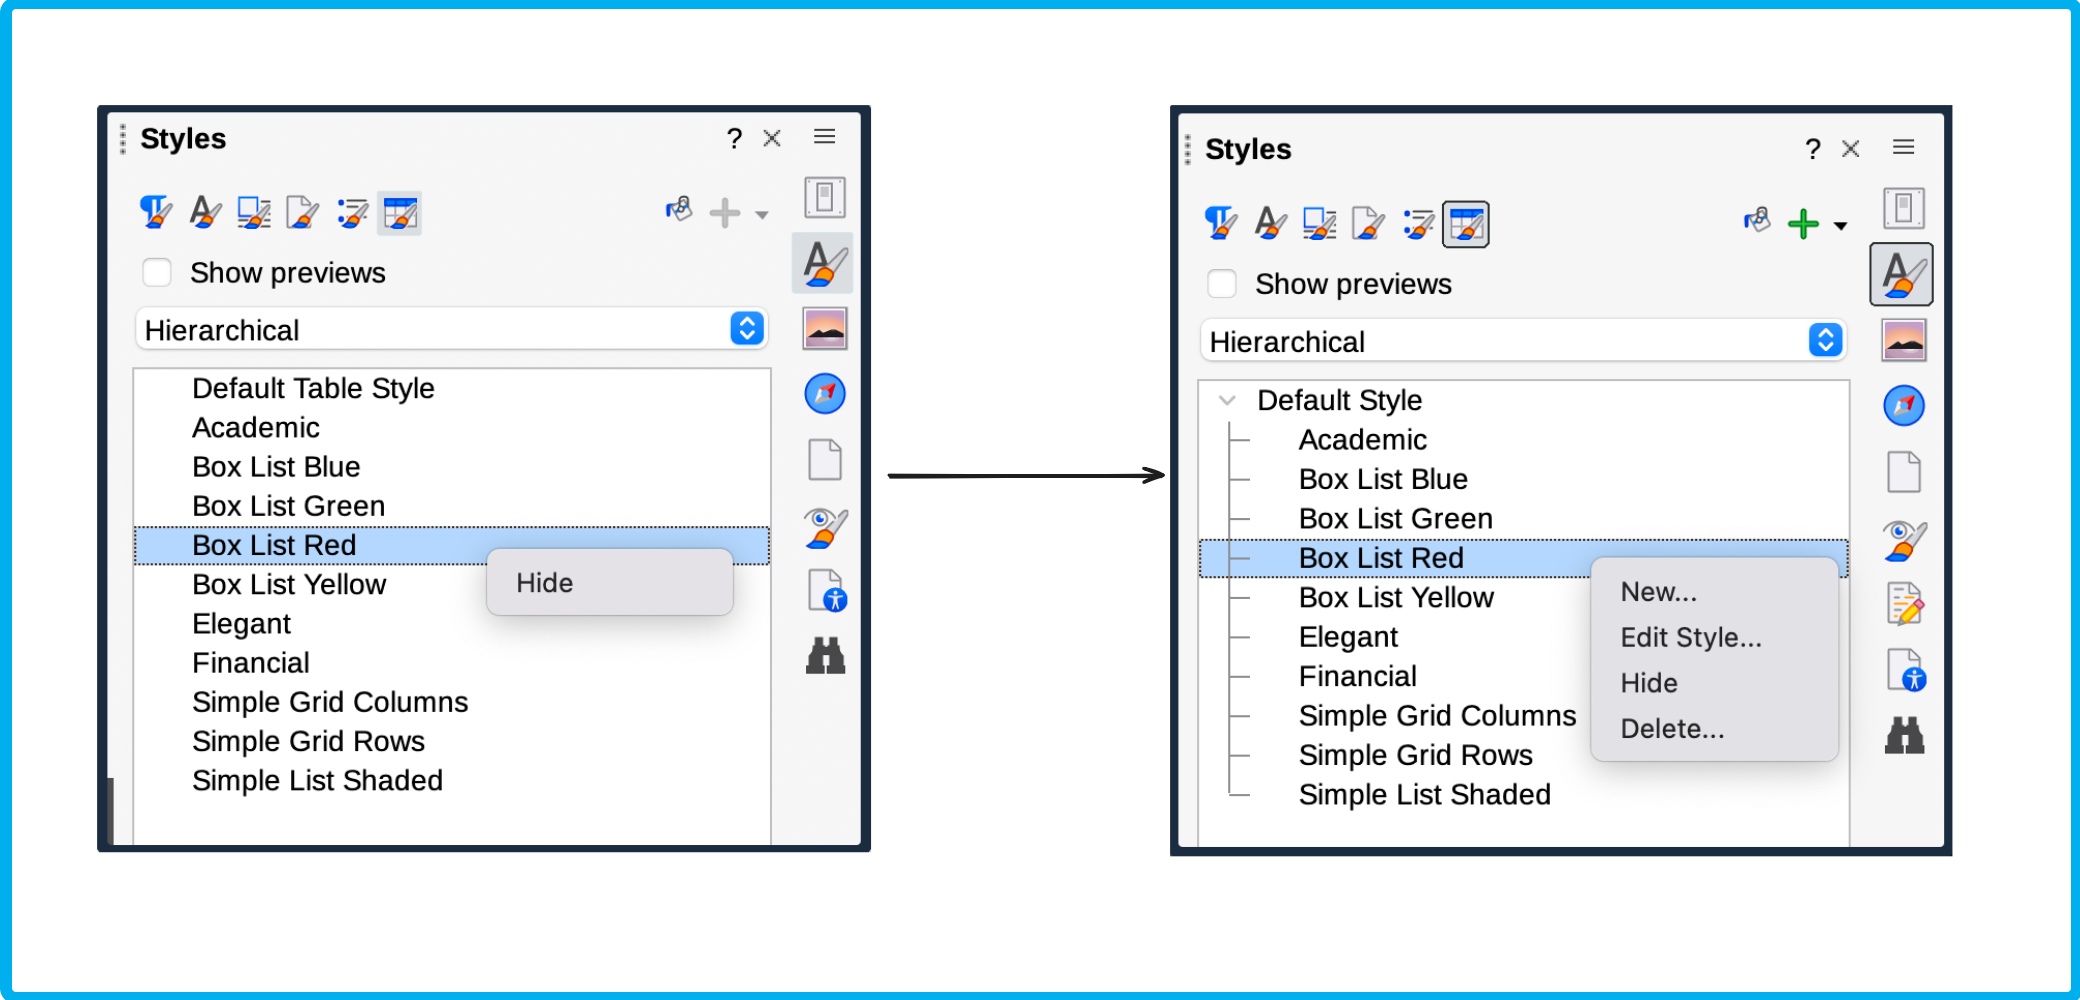 Styles
?
Show previews
Hierarchical
Default Table Style
Academic
Box List Blue
Box List Green
Box List Red
Hide
Box List Yellow
Elegant
Financial
Simple Grid Columns
Simple Grid Rows
Simple List Shaded
Styles
?
Show previews
Hierarchical
Default Style
Academic
Box List Blue
Box List Green
Box List Red
Box List Yellow
Elegant
Financial
Simple Grid Columns
Simple Grid Rows
Simple List Shaded
New...
Edit Style...
Hide
Delete...